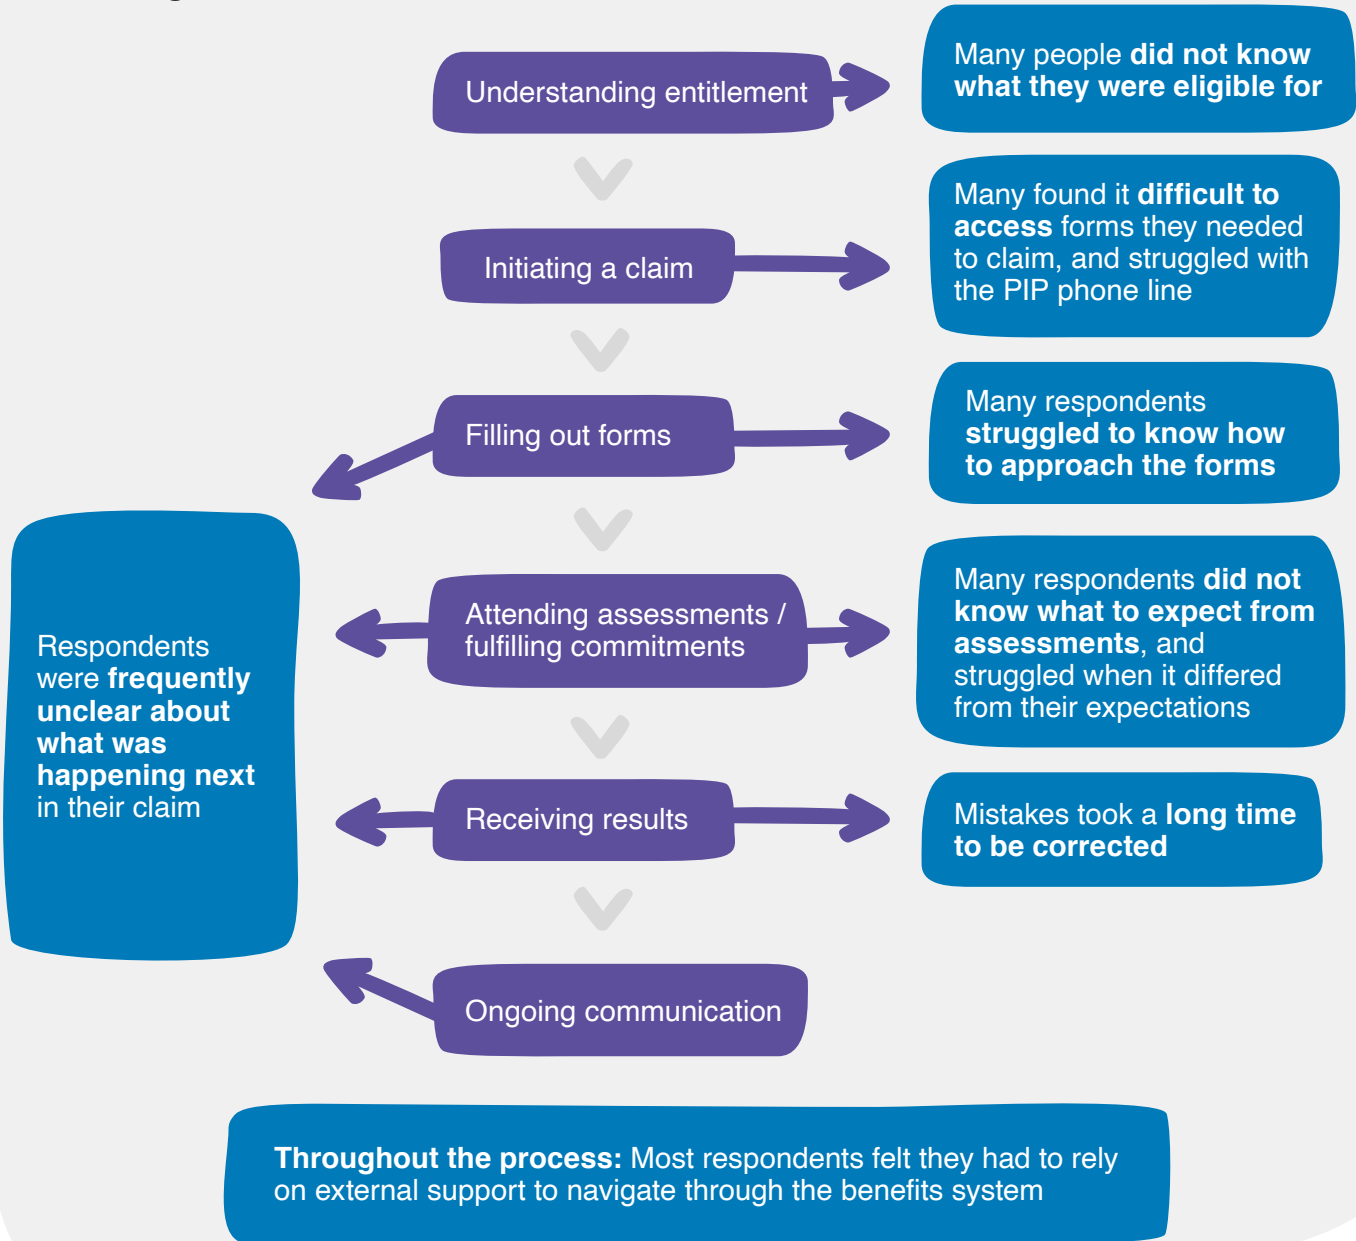 Understanding entitlement
Many people did not know
what they were eligible for
Initiating a claim
Many found it difficult to
access forms they needed
to claim, and struggled with
the PIP phone line
Filling out forms
Many respondents
struggled to know how
to approach the forms
Attending assessments /
fulfilling commitments
Many respondents did not
know what to expect from
assessments, and
struggled when it differed
from their expectations
Respondents
were frequently
unclear about
what was
happening next
in their claim
Receiving results
Mistakes took a long time
to be corrected
Ongoing communication
Throughout the process: Most respondents felt they had to rely
on external support to navigate through the benefits system